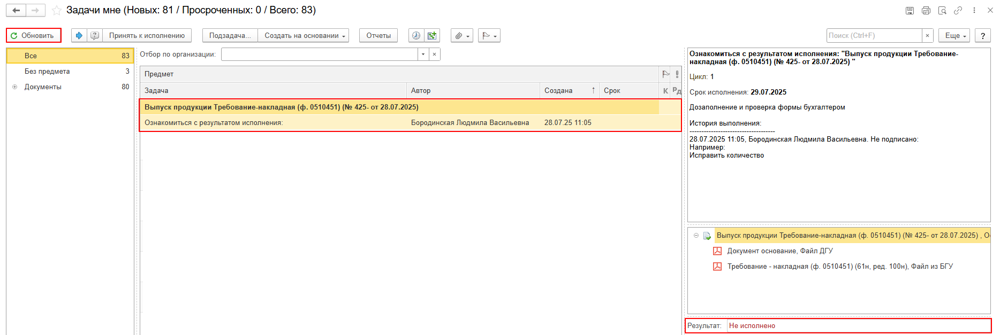 Задачи мне (Новых: 81 / Просроченных: 0 / Всего: 83)
Обновить
Принять к исполнению
Подзадача...
Создать на основании
Отчеты
Поиск (Ctrl+F)
×
Еще
?
Все 83
Без предмета 3
Документы 80
Отбор по организации:
×
Предмет
Задача Автор Создана ↑ Срок К РД
Выпуск продукции Требование-накладная (ф. 0510451) (№ 425- от 28.07.2025)
Ознакомиться с результатом исполнения: Бородинская Людмила Васильевна 28.07.25 11:05
Ознакомиться с результатом исполнения: "Выпуск продукции Требование-
накладная (ф. 0510451) (№ 425- от 28.07.2025) "
Цикл: 1
Срок исполнения: 29.07.2025
Дозаполнение и проверка формы бухгалтером
История выполнения:
------------------------------------
28.07.2025 11:05, Бородинская Людмила Васильевна. Не подписано:
Например:
Исправить количество
Выпуск продукции Требование-накладная (ф. 0510451) (№ 425- от 28.07.2025) , Ос
Документ основание, Файл ДГУ
Требование - накладная (ф. 0510451) (61н, ред. 100н), Файл из БГУ
Результат: Не исполнено